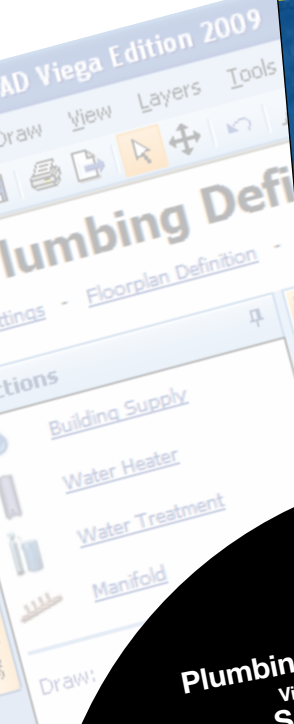 AD Viega Edition 2009
Draw View Layers Tools
lumbing Defi
ttings - Floorplan Definition -
ctions
Building Supply
Water Heater
Water Treatment
Manifold
Draw:
Plumbin
Vi
S